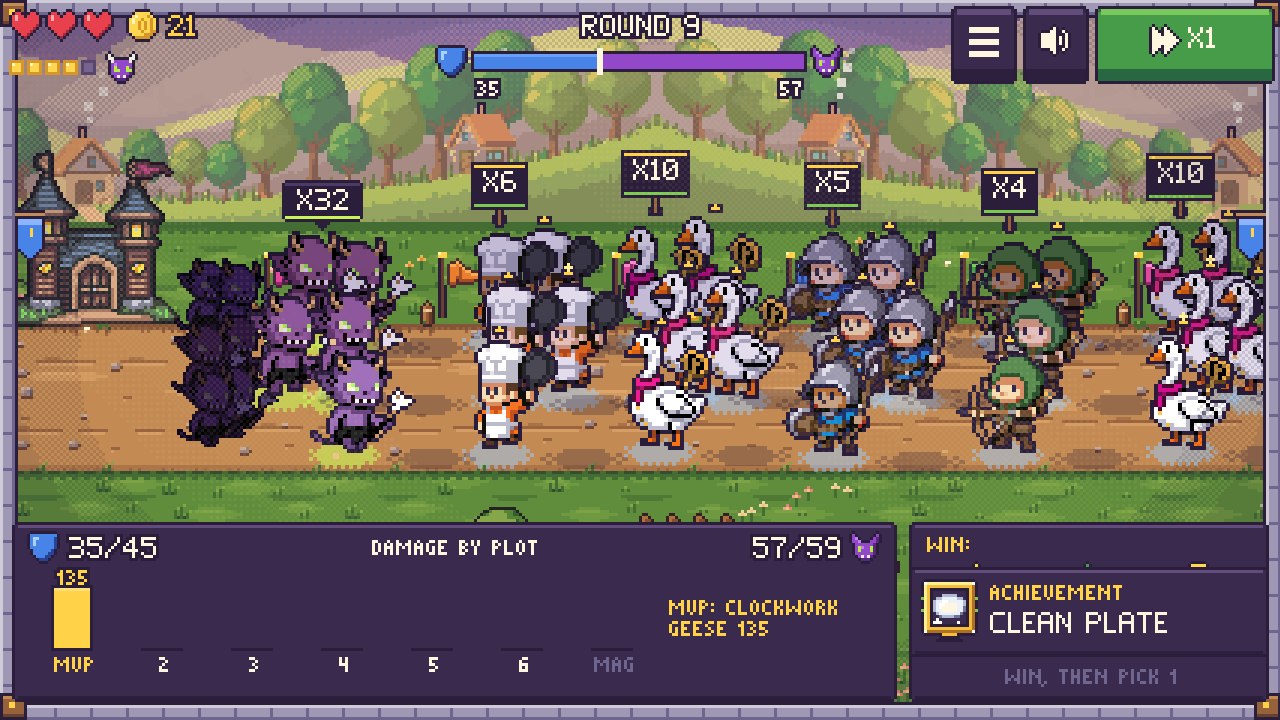 21
ROUND 9
X1
35
57
X32
X6
X10
X5
X4
X10
35/45
DAMAGE BY PLOT
57/59
135
MVP: CLOCKWORK
GEESE 135
MVP
2
3
4
5
6
MAG
WIN:
ACHIEVEMENT
CLEAN PLATE
WIN, THEN PICK 1